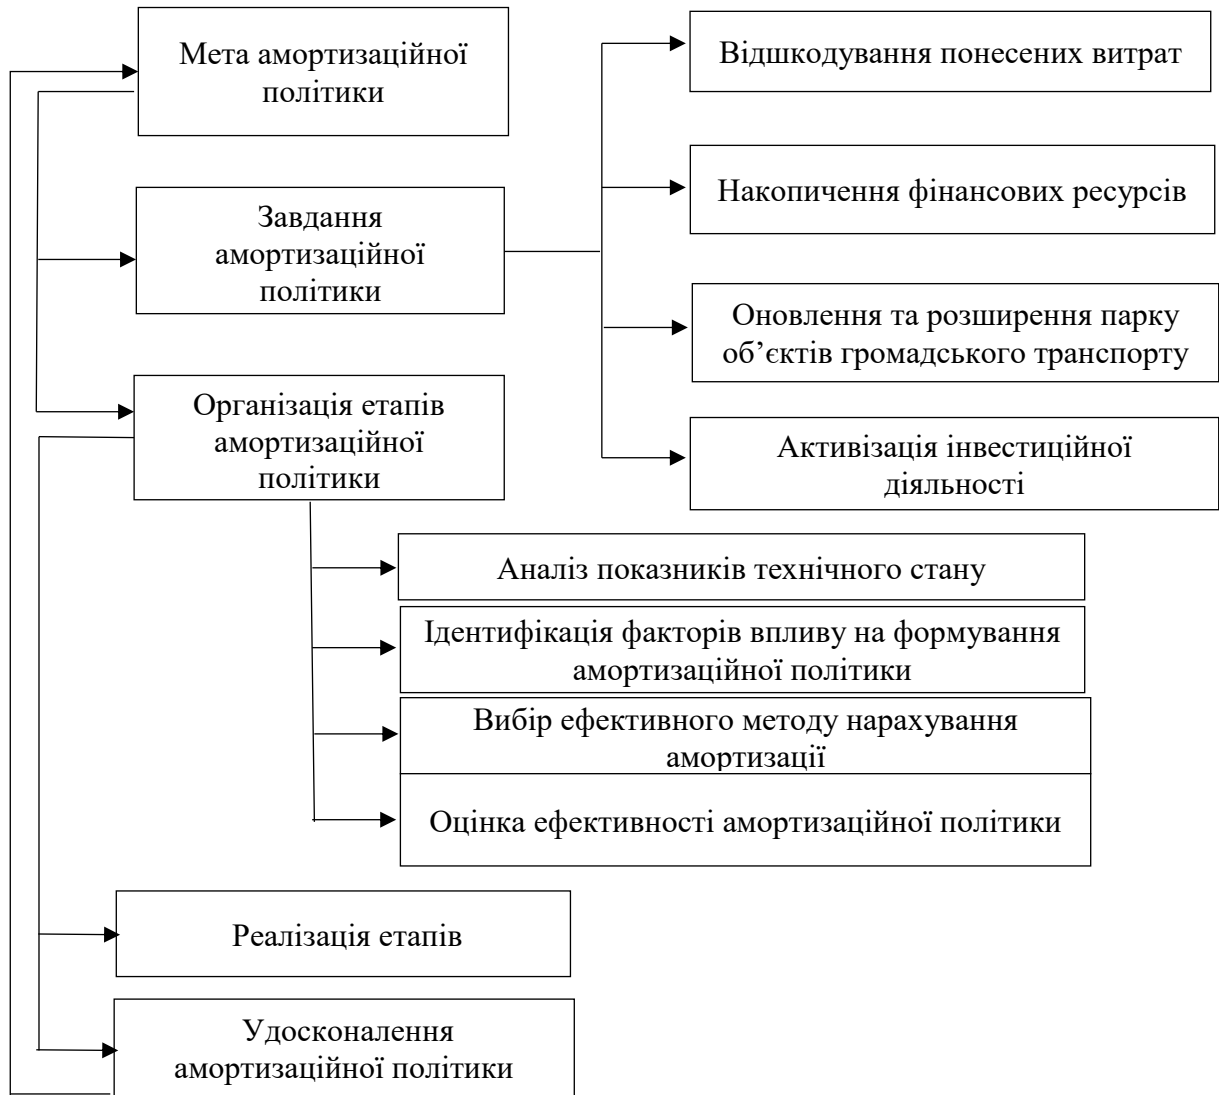 Мета амортизаційної
політики
Відшкодування понесених витрат
Накопичення фінансових ресурсів
Завдання
амортизаційної
політики
Оновлення та розширення парку
об’єктів громадського транспорту
Організація етапів
амортизаційної
політики
Активізація інвестиційної
діяльності
Аналіз показників технічного стану
Ідентифікація факторів впливу на формування
амортизаційної політики
Вибір ефективного методу нарахування
амортизації
Оцінка ефективності амортизаційної політики
Реалізація етапів
Удосконалення
амортизаційної політики